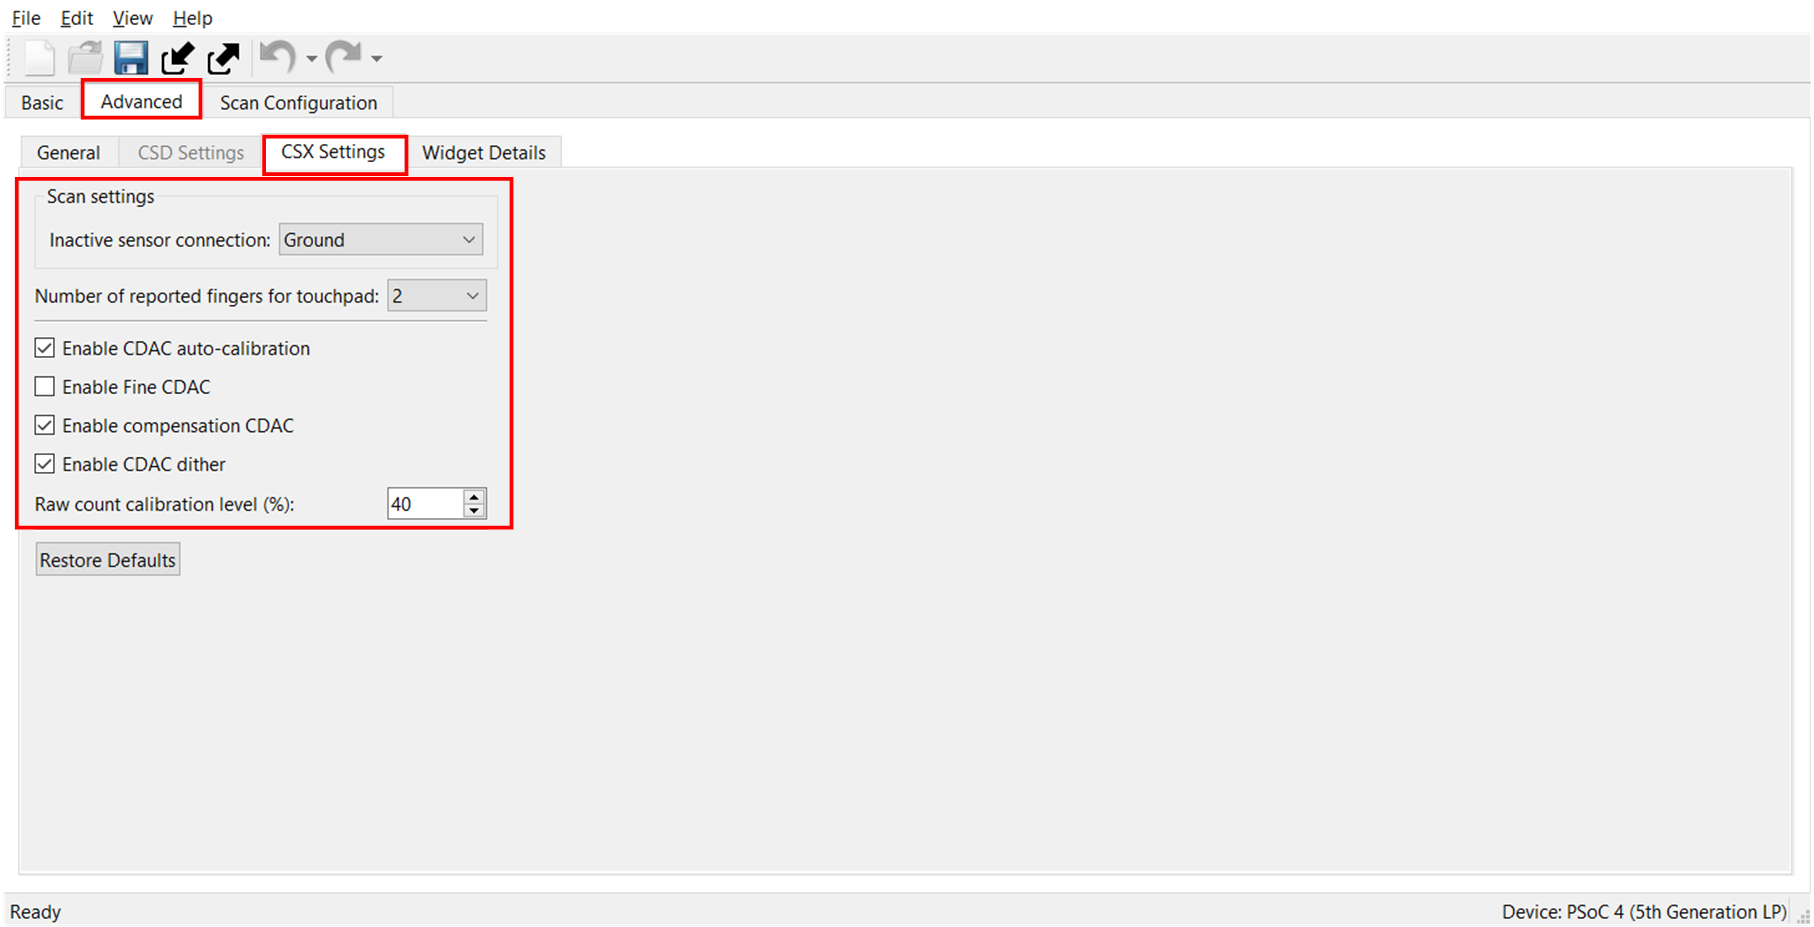 File Edit View Help
Basic Advanced Scan Configuration
General CSD Settings CSX Settings Widget Details
Scan settings
Inactive sensor connection: Ground
Number of reported fingers for touchpad: 2
Enable CDAC auto-calibration
Enable Fine CDAC
Enable compensation CDAC
Enable CDAC dither
Raw count calibration level (%): 40
Restore Defaults
Ready Device: PSoC 4 (5th Generation LP)